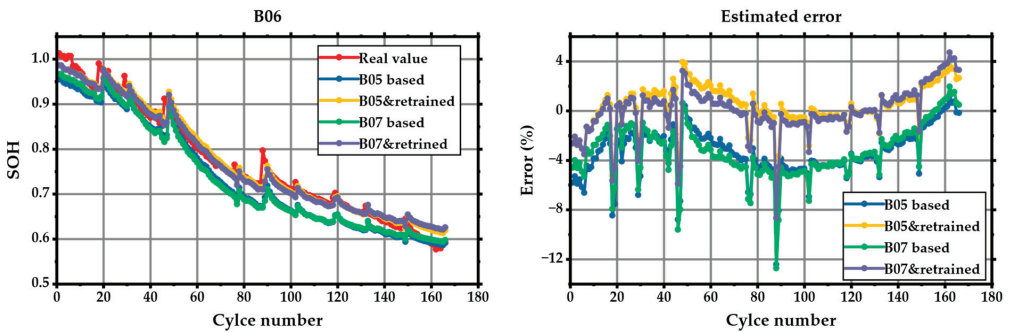 B06
SOH
1.0
0.9
0.8
0.7
0.6
0.5
0 20 40 60 80 100 120 140 160 180
Cylce number
Real value
B05 based
B05&retrained
B07 based
B07&retrined
Estimated error
Error (%)
4
0
−4
−8
−12
0 20 40 60 80 100 120 140 160 180
Cylce number
B05 based
B05&retrained
B07 based
B07&retrained